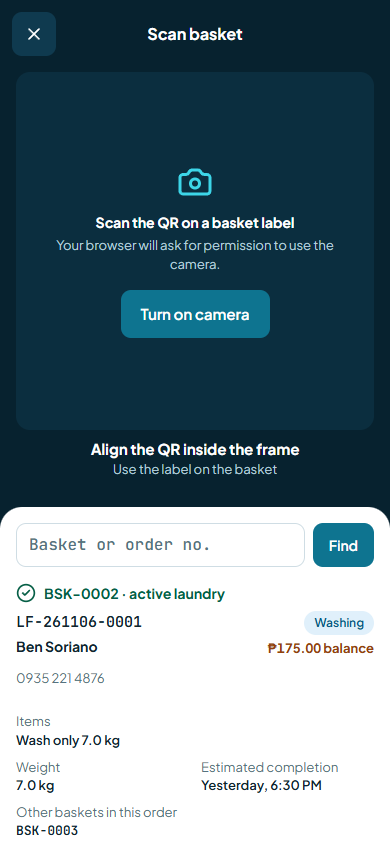 Scan basket
Scan the QR on a basket label
Your browser will ask for permission to use the
camera.
Turn on camera
Align the QR inside the frame
Use the label on the basket
Basket or order no.
Find
BSK-0002 · active laundry
LF-261106-0001
Washing
Ben Soriano
₱175.00 balance
0935 221 4876
Items
Wash only 7.0 kg
Weight
Estimated completion
7.0 kg
Yesterday, 6:30 PM
Other baskets in this order
BSK-0003